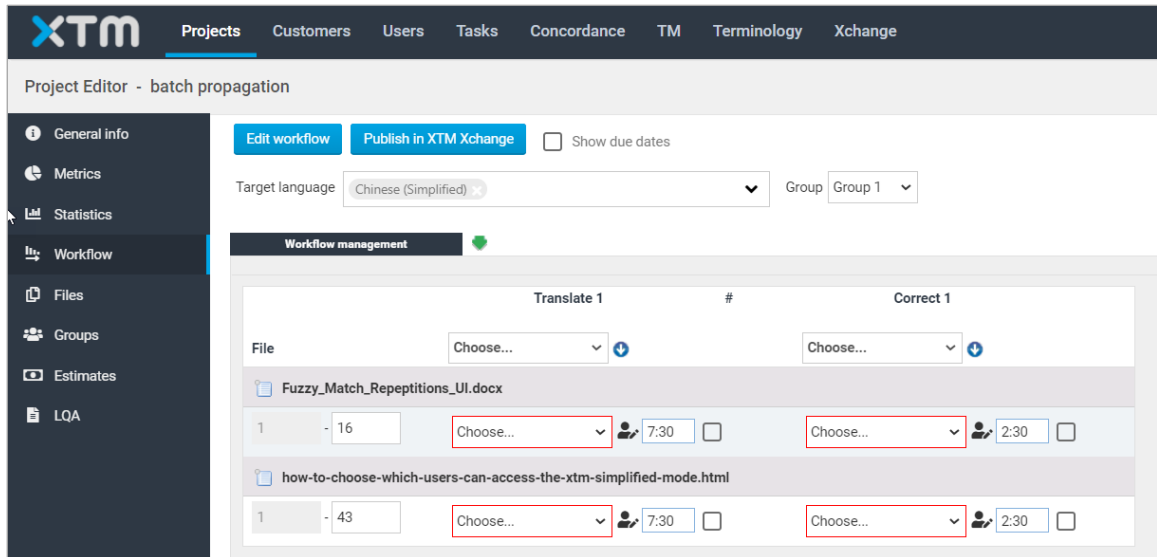 XTM Projects Customers Users Tasks Concordance TM Terminology Xchange
Project Editor - batch propagation
General info
Metrics
Statistics
Workflow
Files
Groups
Estimates
LQA
Edit workflow Publish in XTM Xchange Show due dates
Target language Chinese (Simplified) Group Group 1
Workflow management
Translate 1 # Correct 1
File Choose... Choose...
Fuzzy_Match_Repeptitions_UI.docx
1 - 16 Choose... 7:30 Choose... 2:30
how-to-choose-which-users-can-access-the-xtm-simplified-mode.html
1 - 43 Choose... 7:30 Choose... 2:30